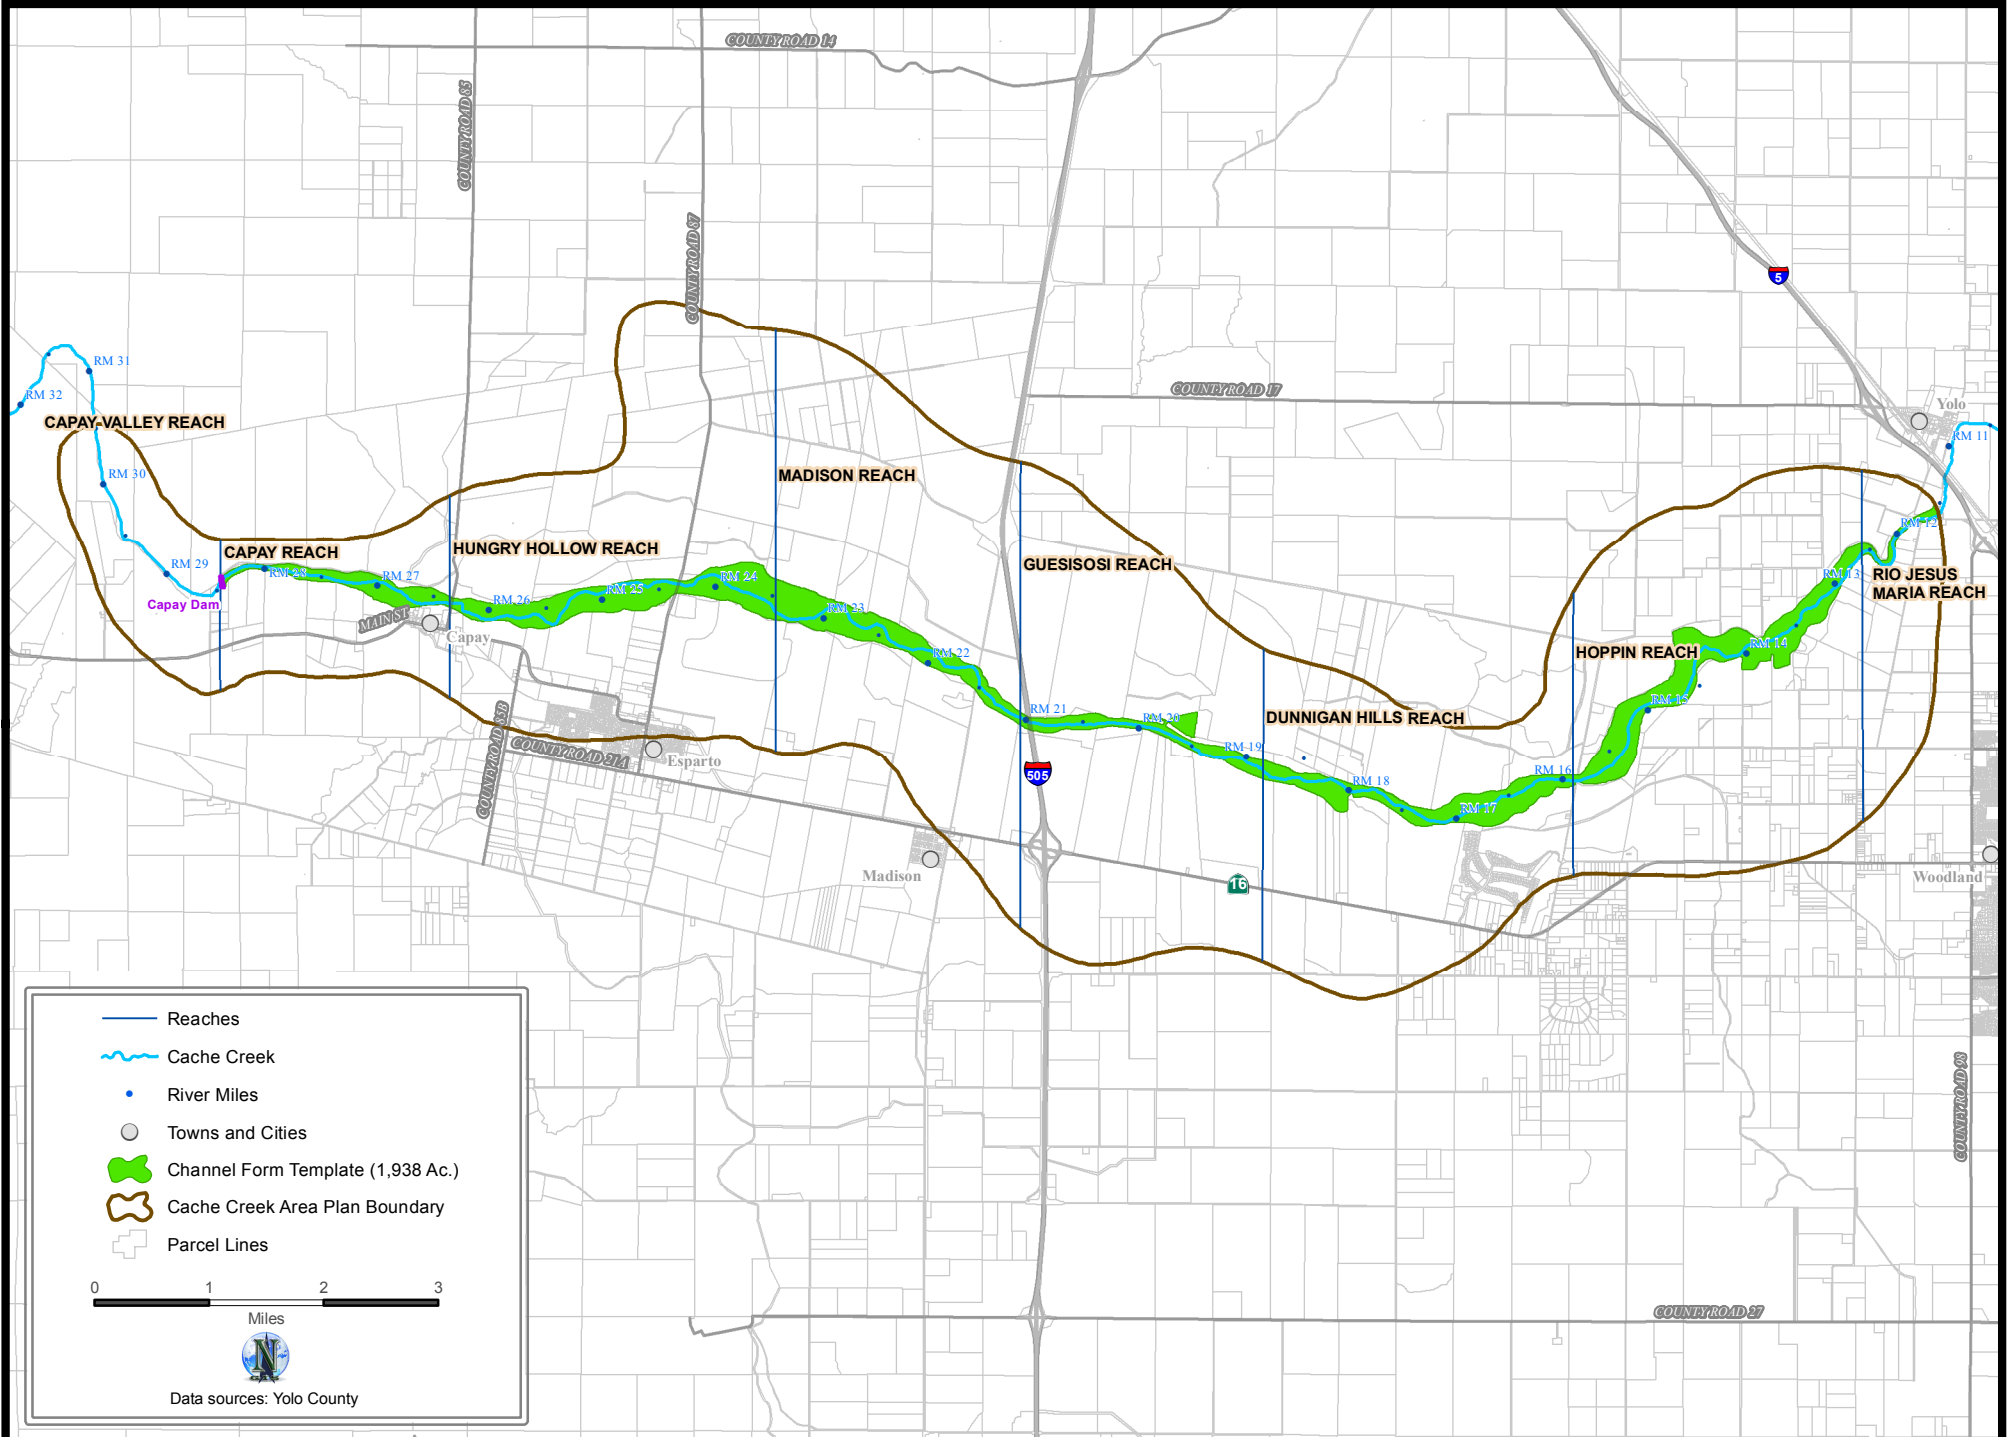 COUNTY ROAD 14
COUNTY ROAD 85
COUNTY ROAD 87
5
RM 31
RM 32
CAPAY VALLEY REACH
COUNTY ROAD 17
Yolo
RM 11
RM 30
MADISON REACH
RM 12
CAPAY REACH
HUNGRY HOLLOW REACH
GUESISOSI REACH
RM 29
RM 28
RM 27
RM 24
RM 13
RIO JESUS
MARIA REACH
Capay Dam
RM 26
RM 25
RM 23
MAIN ST
Capay
RM 22
HOPPIN REACH
RM 14
RM 15
COUNTY ROAD 85B
RM 21
RM 20
DUNNIGAN HILLS REACH
COUNTY ROAD 21A
Esparto
505
RM 19
RM 18
RM 16
RM 17
Madison
16
Woodland
COUNTY ROAD 98
Reaches
Cache Creek
River Miles
Towns and Cities
Channel Form Template (1,938 Ac.)
Cache Creek Area Plan Boundary
Parcel Lines
0 1 2 3
Miles
N
Data sources: Yolo County
COUNTY ROAD 27